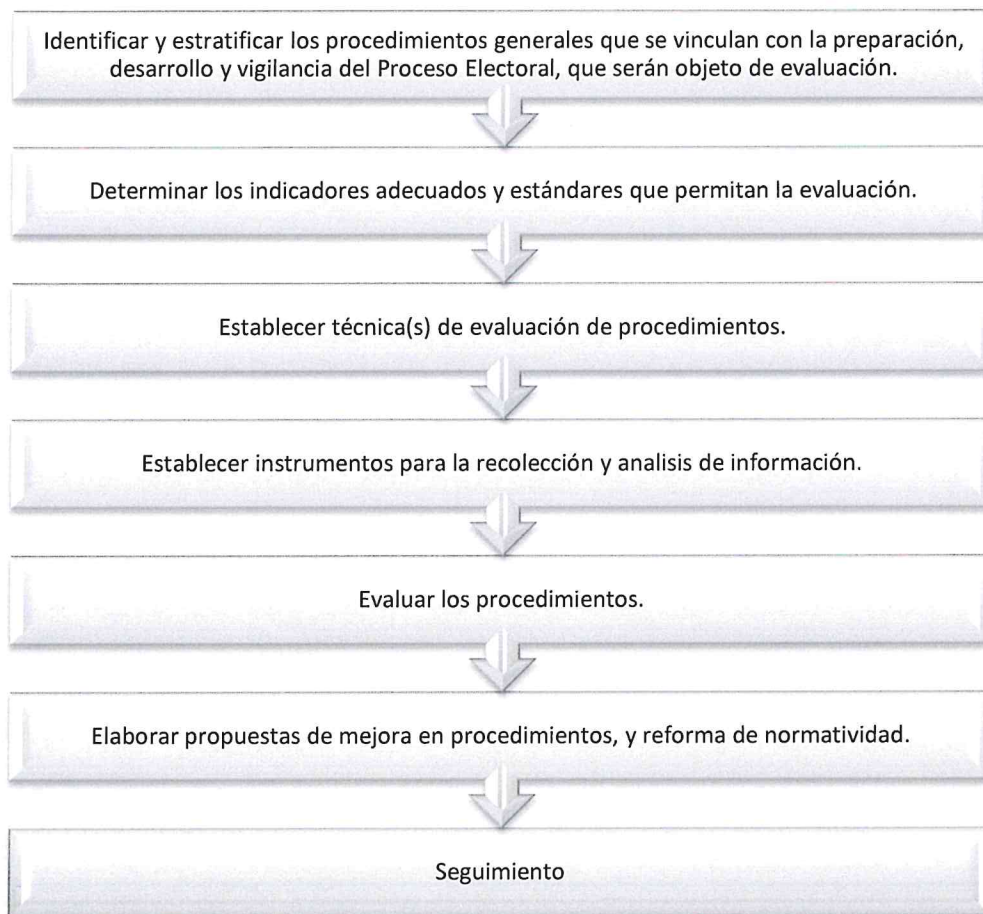 Identificar y estratificar los procedimientos generales que se vinculan con la preparación,
desarrollo y vigilancia del Proceso Electoral, que serán objeto de evaluación.
Determinar los indicadores adecuados y estándares que permitan la evaluación.
Establecer técnica(s) de evaluación de procedimientos.
Establecer instrumentos para la recolección y analisis de información.
Evaluar los procedimientos.
Elaborar propuestas de mejora en procedimientos, y reforma de normatividad.
Seguimiento